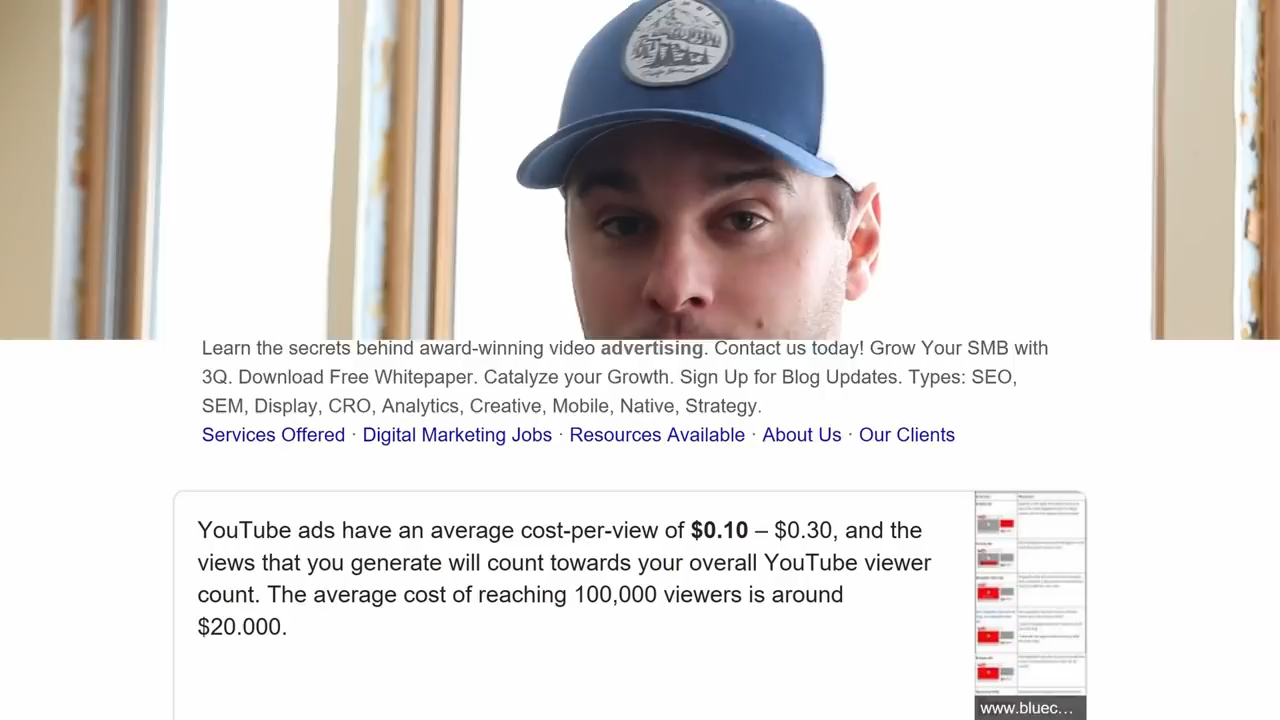 COLUMBIA
Learn the secrets behind award-winning video advertising. Contact us today! Grow Your SMB with
3Q. Download Free Whitepaper. Catalyze your Growth. Sign Up for Blog Updates. Types: SEO,
SEM, Display, CRO, Analytics, Creative, Mobile, Native, Strategy.
Services Offered · Digital Marketing Jobs · Resources Available · About Us · Our Clients
YouTube ads have an average cost-per-view of $0.10 – $0.30, and the
views that you generate will count towards your overall YouTube viewer
count. The average cost of reaching 100,000 viewers is around
$20.000.
www.bluec…